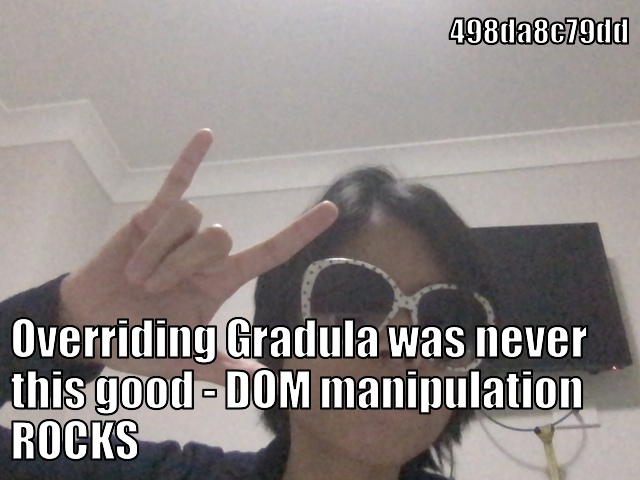 498da8c79dd
Overriding Gradula was never
this good - DOM manipulation
ROCKS